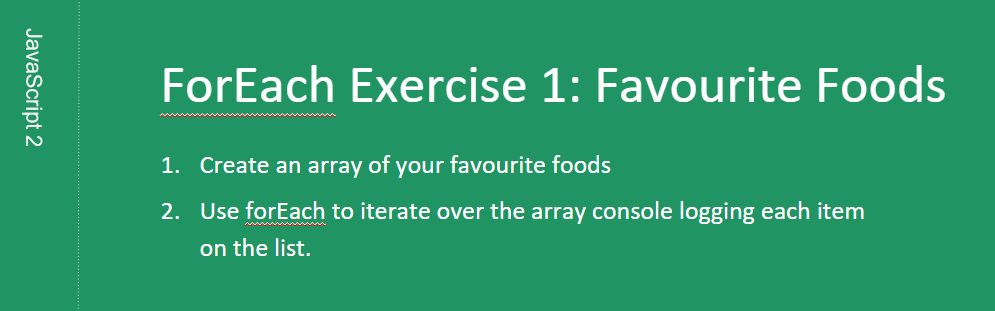 JavaScript 2
ForEach Exercise 1: Favourite Foods
1. Create an array of your favourite foods
2. Use forEach to iterate over the array console logging each item
on the list.